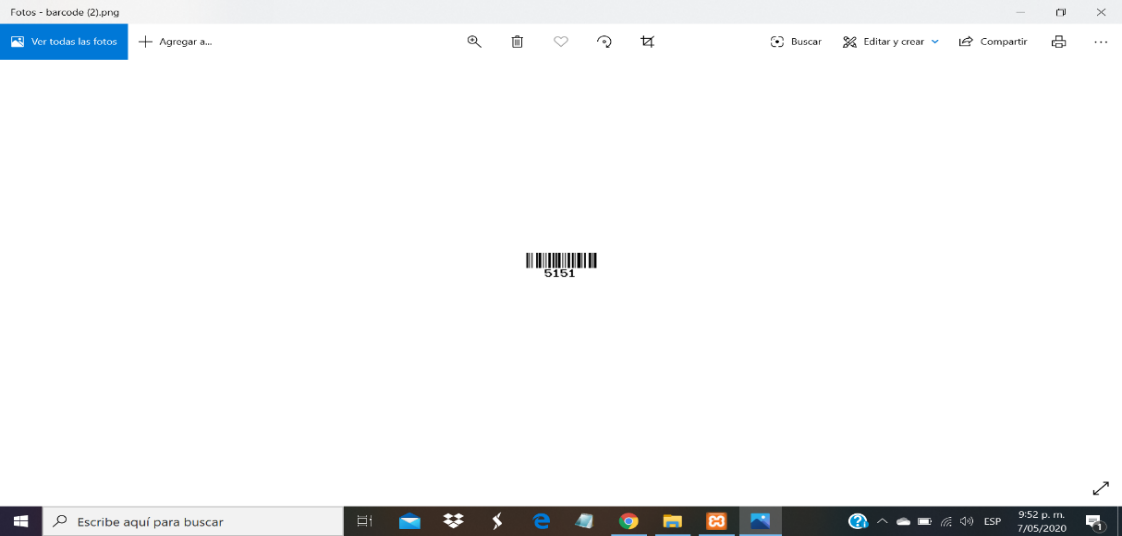 Fotos - barcode (2).png
Ver todas las fotos
Agregar a...
Buscar
Editar y crear
Compartir
5151
Escribe aquí para buscar
ESP
9:52 p. m.
7/05/2020
1